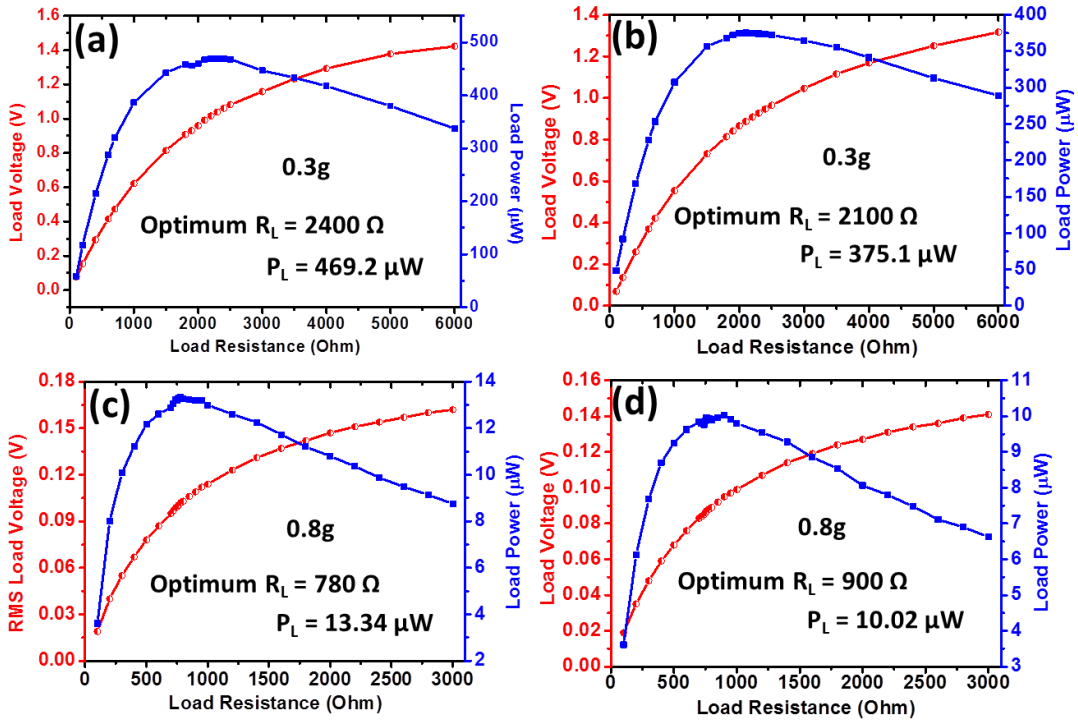 (a)
Load Voltage (V)
1.6
1.4
1.2
1.0
0.8
0.6
0.4
0.2
0.0
0.3g
Optimum R_L = 2400 Ω
P_L = 469.2 µW
500
400
300
200
100
0
Load Power (µW)
0 1000 2000 3000 4000 5000 6000
Load Resistance (Ohm)
(b)
Load Voltage (V)
1.4
1.2
1.0
0.8
0.6
0.4
0.2
0.0
0.3g
Optimum R_L = 2100 Ω
P_L = 375.1 µW
400
350
300
250
200
150
100
50
0
Load Power (µW)
0 1000 2000 3000 4000 5000 6000
Load Resistance (Ohm)
(c)
RMS Load Voltage (V)
0.18
0.15
0.12
0.09
0.06
0.03
0.00
0.8g
Optimum R_L = 780 Ω
P_L = 13.34 µW
14
12
10
8
6
4
2
Load Power (µW)
0 500 1000 1500 2000 2500 3000
Load Resistance (Ohm)
(d)
Load Voltage (V)
0.16
0.14
0.12
0.10
0.08
0.06
0.04
0.02
0.00
0.8g
Optimum R_L = 900 Ω
P_L = 10.02 µW
11
10
9
8
7
6
5
4
3
Load Power (µW)
0 500 1000 1500 2000 2500 3000
Load Resistance (Ohm)